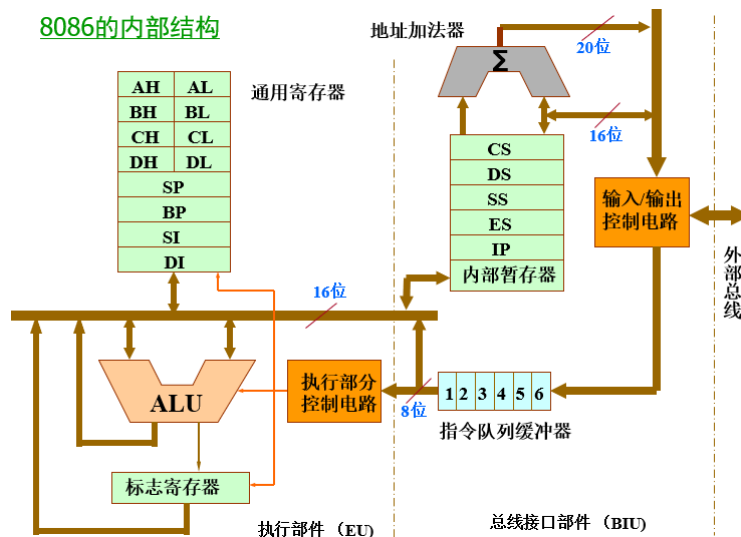 8086的内部结构
地址加法器
20位
Σ
通用寄存器
AH AL
BH BL
CH CL
DH DL
SP
BP
SI
DI
16位
CS
DS
SS
ES
IP
内部暂存器
输入/输出
控制电路
外部总线
16位
ALU
执行部分
控制电路
8位
1 2 3 4 5 6
指令队列缓冲器
标志寄存器
执行部件 （EU)
总线接口部件 （BIU)